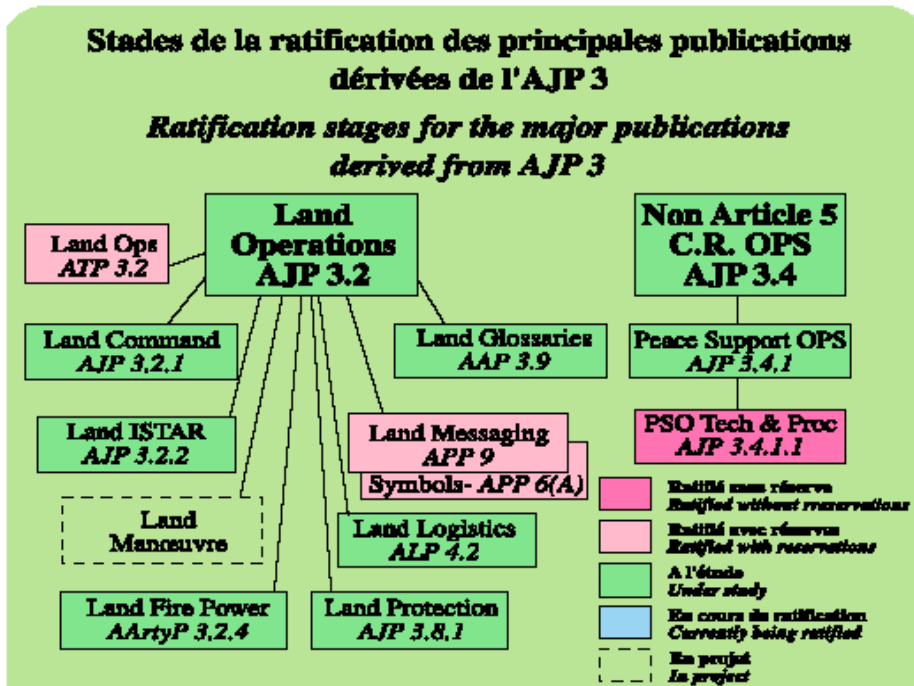 Stades de la ratification des principales publications
dérivées de l'AJP 3
Ratification stages for the major publications
derived from AJP 3
Land
Operations
AJP 3.2
Non Article 5
C.R. OPS
AJP 3.4
Land Ops
ATP 3.2
Land Command
AJP 3,2,1
Land Glossaries
AAP 3.9
Peace Support OPS
AJP 3,4,1
Land ISTAR
AJP 3.2.2
Land Messaging
APP 9
Symbols- APP 6(A)
PSO Tech & Proc
AJP 3.4.1.1
Land
Manœuvre
Land Logistics
ALP 4.2
Land Fire Power
AArtyP 3,2,4
Land Protection
AJP 3,8,1
Ratifié sans réserve
Ratified without reservations
Ratifié avec réserves
Ratified with reservations
A l'étude
Under study
En cours de ratification
Currently being ratified
En projet
In project